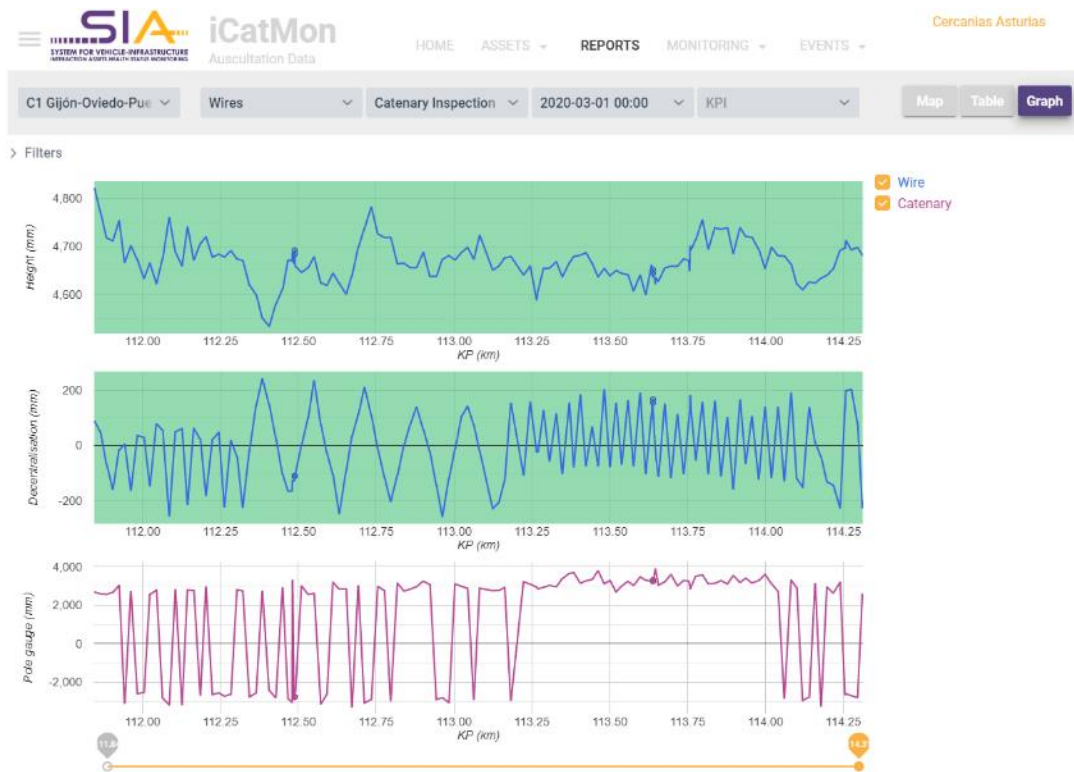 SIA
SYSTEM FOR VEHICLE-INFRASTRUCTURE
INTERACTION ASSETS HEALTH STATUS MONITORING
iCatMon
Auscultation Data
HOME ASSETS REPORTS MONITORING EVENTS
Cercanias Asturias
C1 Gijón-Oviedo-Pue Wires Catenary Inspection 2020-03-01 00:00 KPI Map Table Graph
> Filters
Wire
Catenary
Height (mm)
4,800
4,700
4,600
112.00 112.25 112.50 112.75 113.00 113.25 113.50 113.75 114.00 114.25
KP (km)
Decentralisation (mm)
200
0
-200
112.00 112.25 112.50 112.75 113.00 113.25 113.50 113.75 114.00 114.25
KP (km)
Pole gauge (mm)
4,000
2,000
0
-2,000
112.00 112.25 112.50 112.75 113.00 113.25 113.50 113.75 114.00 114.25
KP (km)